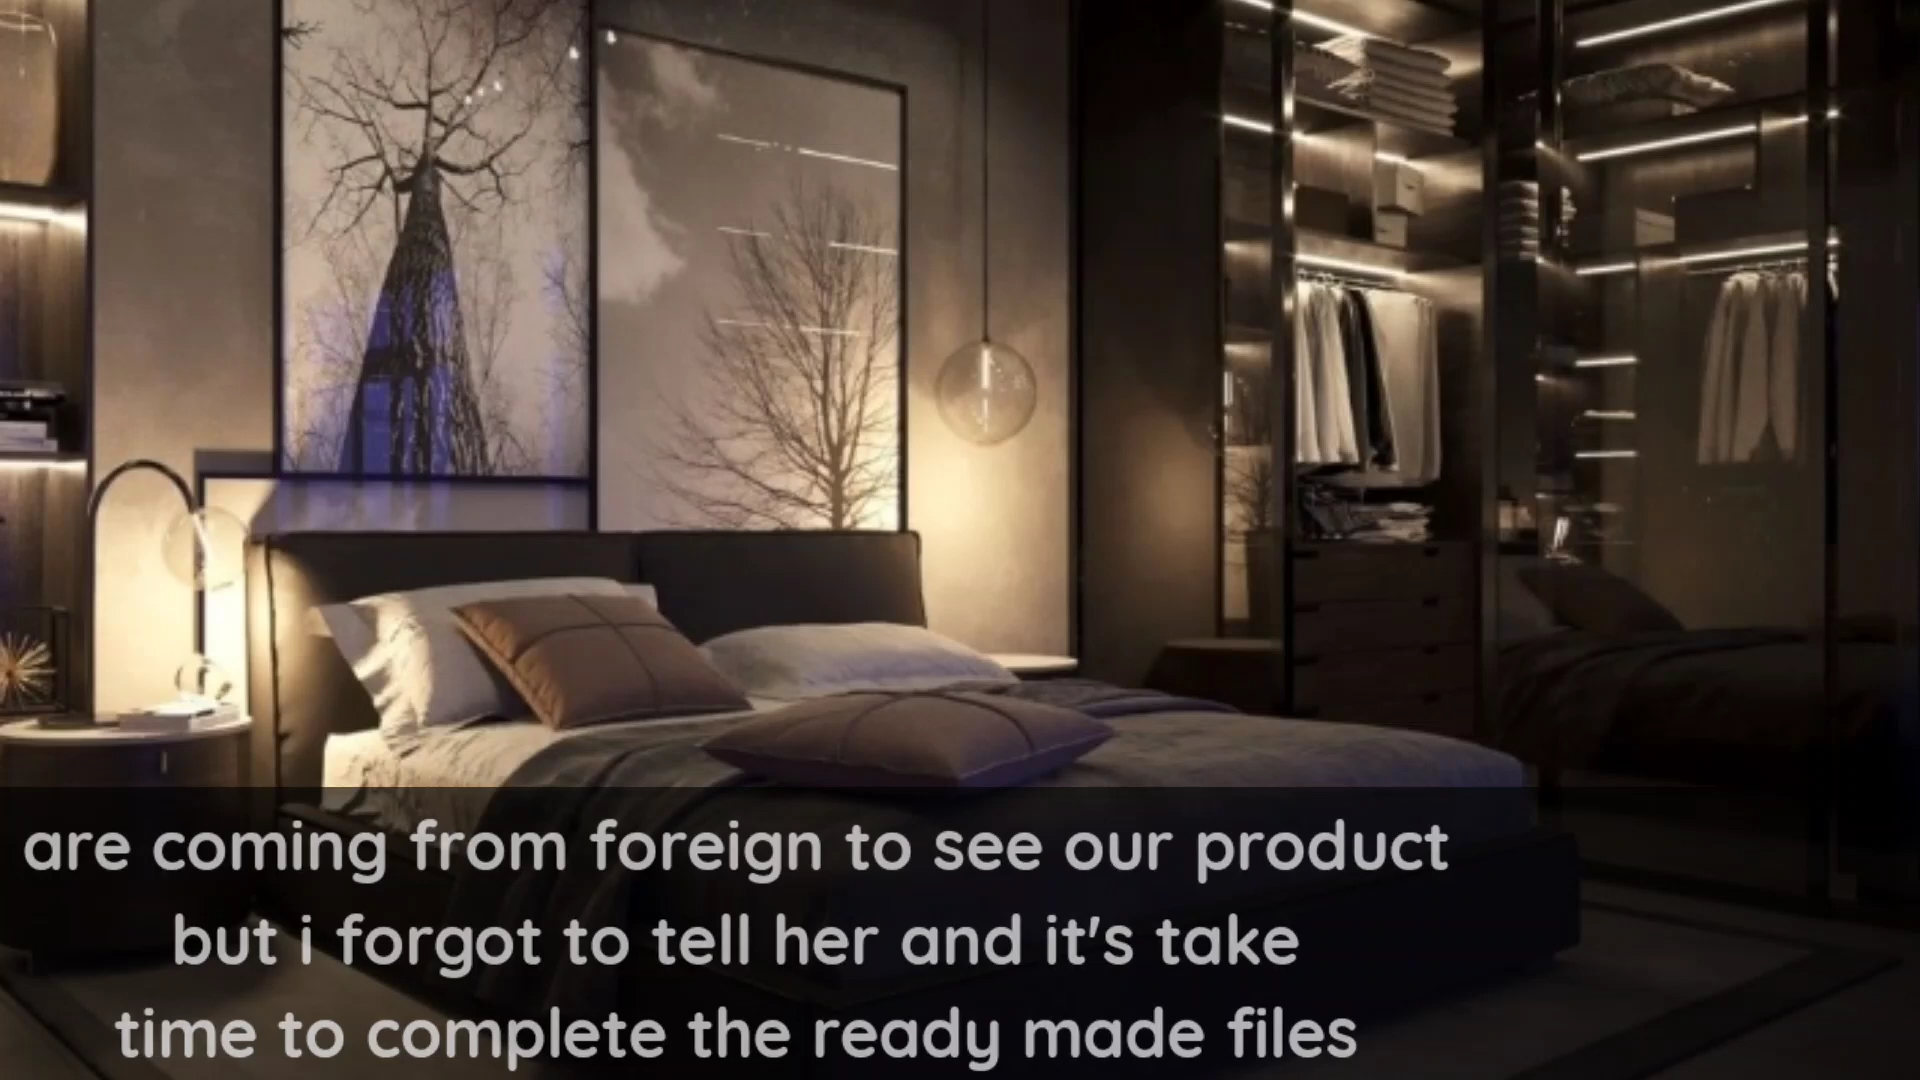 are coming from foreign to see our product
but i forgot to tell her and it's take
time to complete the ready made files